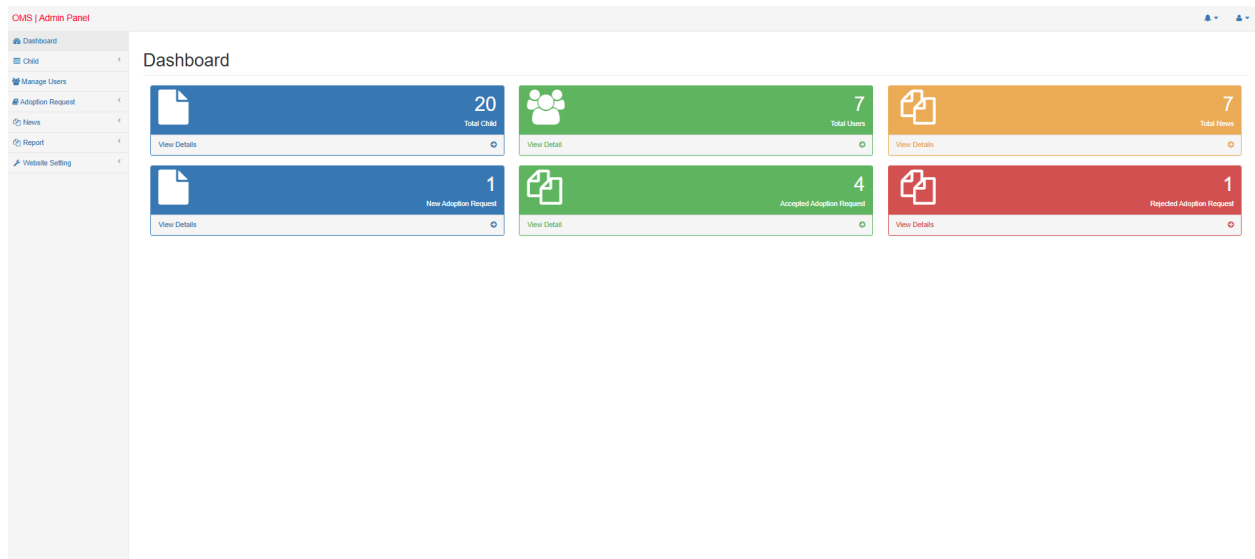 OMS | Admin Panel
Dashboard
Child
Manage Users
Adoption Request
News
Report
Website Setting
Dashboard
20
Total Child
View Details
7
Total Users
View Detail
7
Total News
View Details
1
New Adoption Request
View Details
4
Accepted Adoption Request
View Detail
1
Rejected Adoption Request
View Details